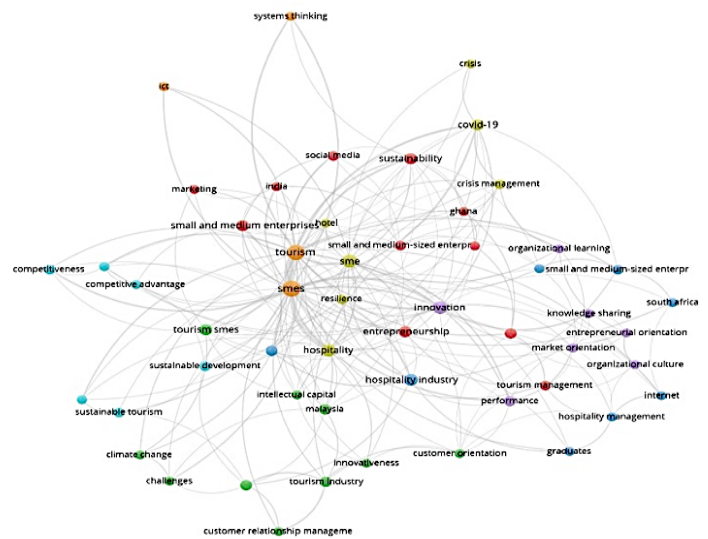 systems thinking
crisis
ict
covid-19
social media
sustainability
marketing
india
crisis management
small and medium enterprises
hotel
ghana
tourism
small and medium-sized enterpr
organizational learning
sme
competitiveness
small and medium-sized enterpr
competitive advantage
smes
resilience
innovation
south africa
knowledge sharing
tourism smes
entrepreneurship
entrepreneurial orientation
hospitality
market orientation
sustainable development
organizational culture
hospitality industry
tourism management
intellectual capital
internet
performance
malaysia
sustainable tourism
hospitality management
climate change
customer orientation
graduates
innovativeness
challenges
tourism industry
customer relationship manageme